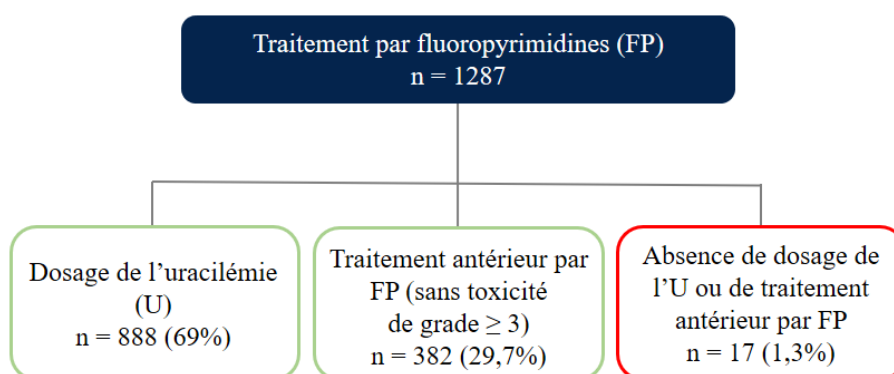 Traitement par fluoropyrimidines (FP)
n = 1287
Dosage de l’uracilémie
(U)
n = 888 (69%)
Traitement antérieur par
FP (sans toxicité
de grade ≥ 3)
n = 382 (29,7%)
Absence de dosage de
l’U ou de traitement
antérieur par FP
n = 17 (1,3%)